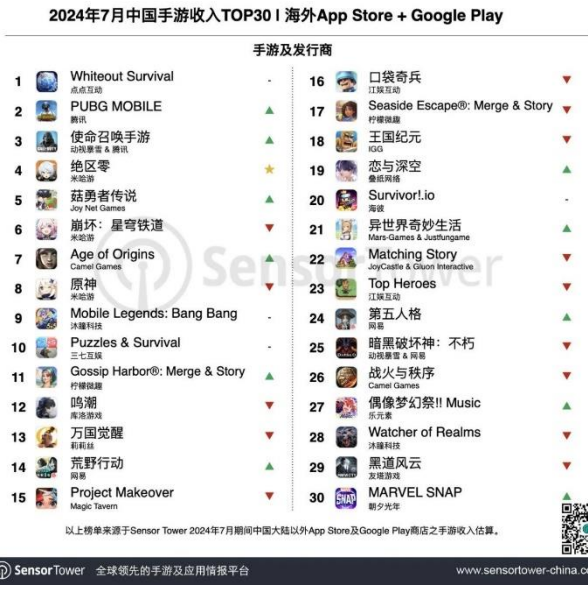 2024年7月中国手游收入TOP30 | 海外App Store + Google Play
手游及发行商
1 Whiteout Survival -
点点互动
2 PUBG MOBILE ▲
腾讯
3 使命召唤手游 ▲
动视暴雪 & 腾讯
4 绝区零 ★
米哈游
5 菇勇者传说 ▲
Joy Net Games
6 崩坏：星穹铁道 ▼
米哈游
7 Age of Origins ▲
Camel Games
8 原神 ▼
米哈游
9 Mobile Legends: Bang Bang -
沐瞳科技
10 Puzzles & Survival -
三七互娱
11 Gossip Harbor®: Merge & Story ▲
柠檬微趣
12 鸣潮 ▼
库洛游戏
13 万国觉醒 ▼
莉莉丝
14 荒野行动 ▲
网易
15 Project Makeover ▼
Magic Tavern
16 口袋奇兵 ▼
江娱互动
17 Seaside Escape®: Merge & Story ▼
柠檬微趣
18 王国纪元 ▼
IGG
19 恋与深空 ▲
叠纸网络
20 Survivor!.io -
海彼
21 异世界奇妙生活 ▲
Mars-Games & Justfungame
22 Matching Story ▼
JoyCastle & Gluon Interactive
23 Top Heroes ▼
江娱互动
24 第五人格 ▲
网易
25 暗黑破坏神：不朽 ▼
动视暴雪 & 网易
26 战火与秩序 ▼
Camel Games
27 偶像梦幻祭!! Music ▲
乐元素
28 Watcher of Realms ▼
沐瞳科技
29 黑道风云 ▼
友塔游戏
30 MARVEL SNAP ▲
朝夕光年
SensorTower
以上榜单来源于Sensor Tower 2024年7月期间中国大陆以外App Store及Google Play商店之手游收入估算。
SensorTower 全球领先的手游及应用情报平台
www.sensortower-china.co